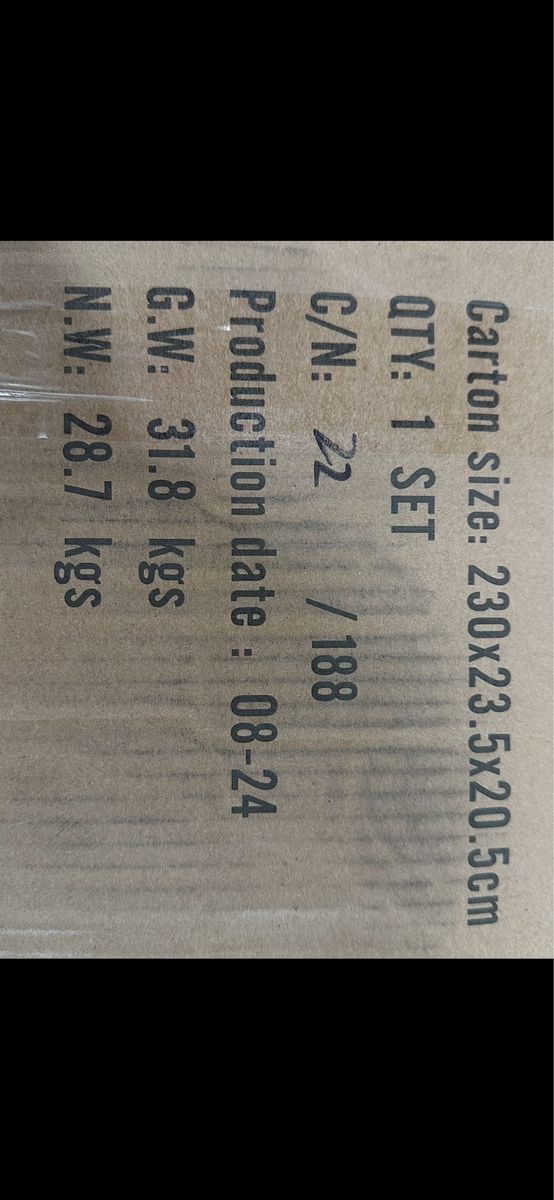 Carton size: 230x23.5x20.5cm
QTY: 1 SET
C/N: 22 / 188
Production date : 08-24
G.W: 31.8 kgs
N.W: 28.7 kgs